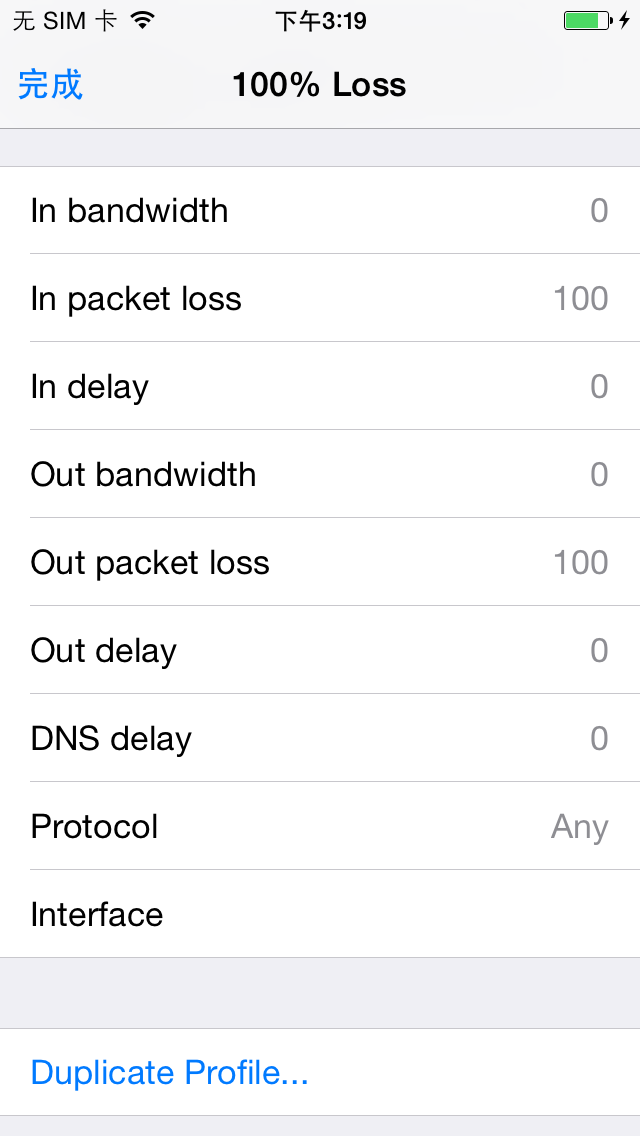 无 SIM 卡 下午3:19
完成 100% Loss
In bandwidth 0
In packet loss 100
In delay 0
Out bandwidth 0
Out packet loss 100
Out delay 0
DNS delay 0
Protocol Any
Interface
Duplicate Profile...